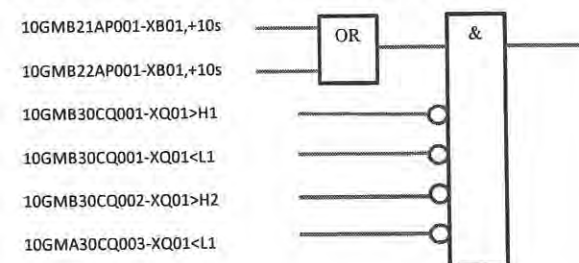 10GMB21AP001-XB01,+10s
OR
&
10GMB22AP001-XB01,+10s
10GMB30CQ001-XQ01>H1
10GMB30CQ001-XQ01<L1
10GMB30CQ002-XQ01>H2
10GMA30CQ003-XQ01<L1